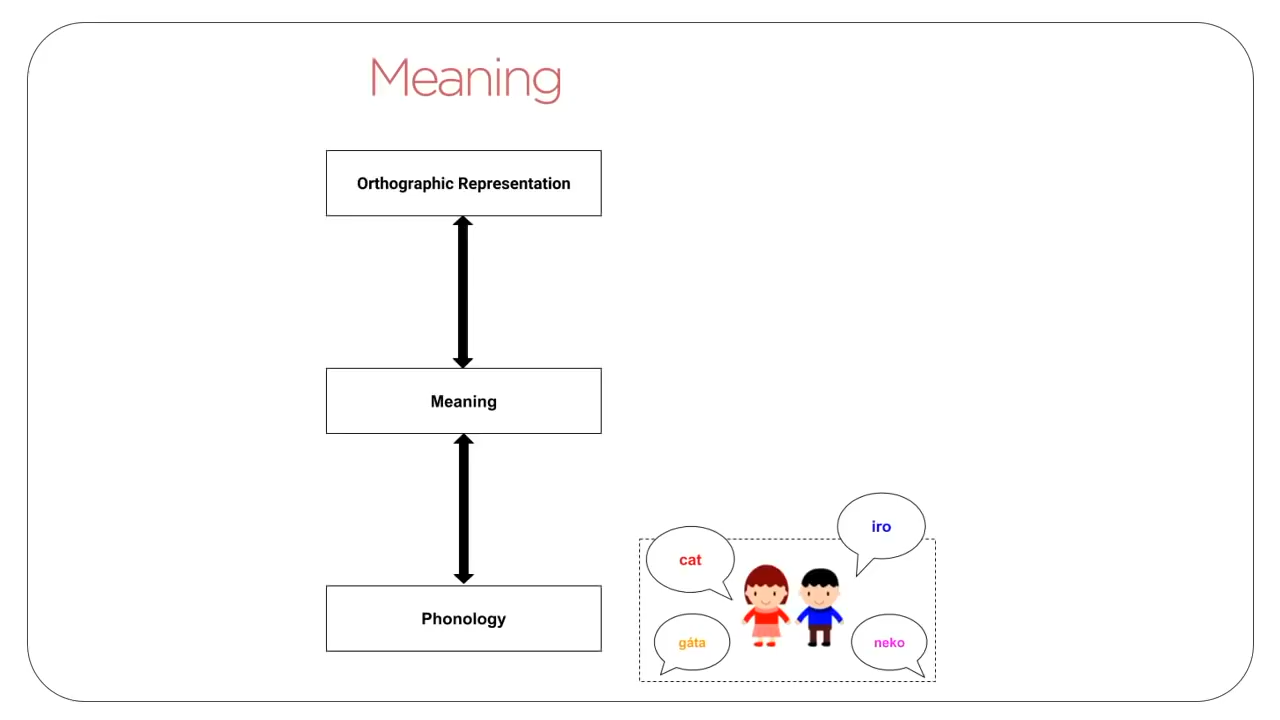 Meaning
Orthographic Representation
Meaning
Phonology
iro
cat
gáta
neko